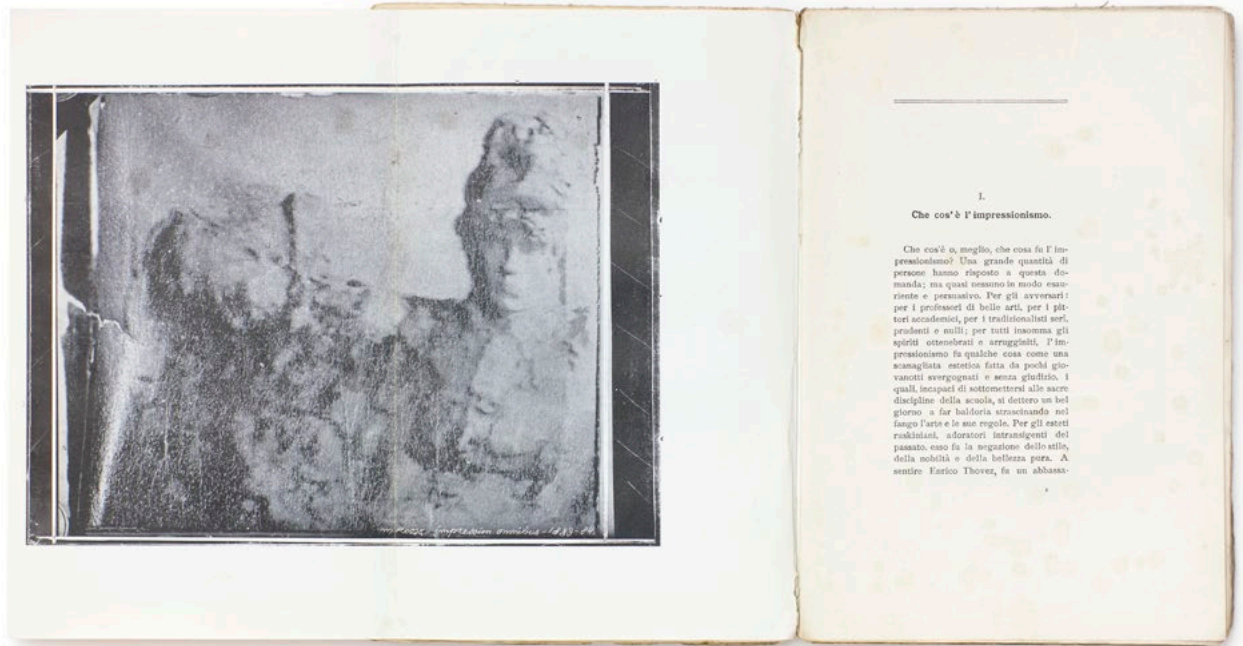 M. Rosso. Impression omnibus - 1883-84.
I.
Che cos'è l'impressionismo.
Che cos'è o, meglio, che cosa fu l'im-
pressionismo? Una grande quantità di
persone hanno risposto a questa do-
manda; ma quasi nessuno in modo esau-
riente e persuasivo. Per gli avversari:
per i professori di belle arti, per i pit-
tori accademici, per i tradizionalisti serî,
prudenti e nulli; per tutti insomma gli
spiriti ottenebrati e arrugginiti, l'im-
pressionismo fu qualche cosa come una
scanagliata estetica fatta da pochi gio-
vanotti svergognati e senza giudizio, i
quali, incapaci di sottomettersi alle sacre
discipline della scuola, si dettero un bel
giorno a far baldoria strascinando nel
fango l'arte e le sue regole. Per gli esteti
ruskiniani, adoratori intransigenti del
passato, esso fu la negazione dello stile,
della nobiltà e della bellezza pura. A
sentire Enrico Thovez, fu un abbassa-